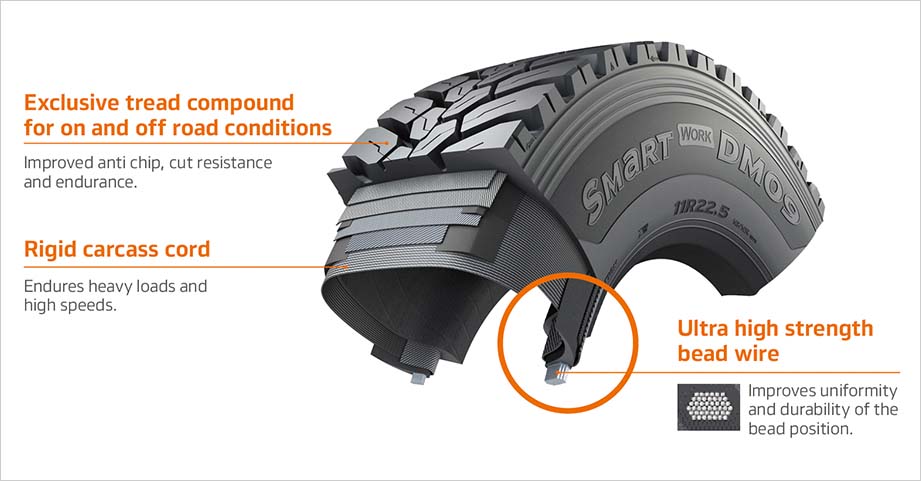 Exclusive tread compound
for on and off road conditions
Improved anti chip, cut resistance
and endurance.
Rigid carcass cord
Endures heavy loads and
high speeds.
SMaRT WORK DM09
11R22.5
Ultra high strength
bead wire
Improves uniformity
and durability of the
bead position.